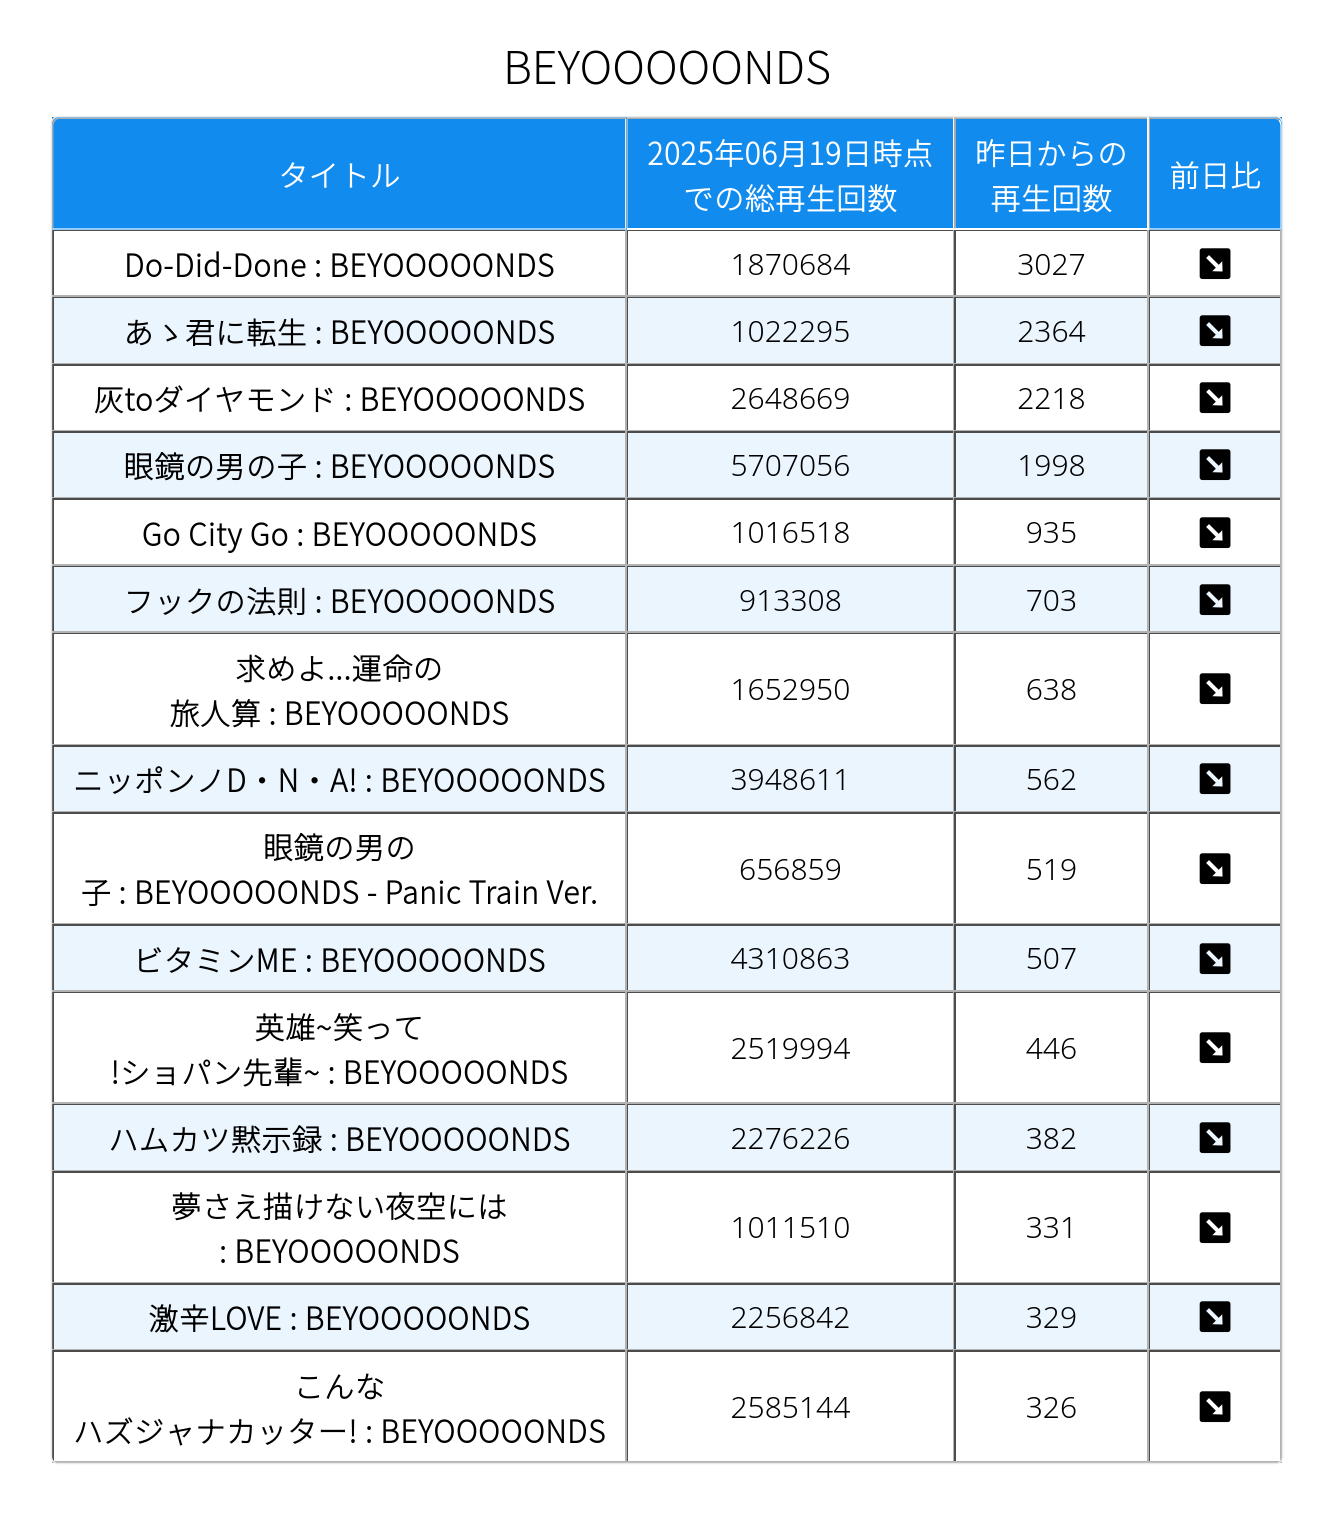 BEYOOOOONDS
タイトル
2025年06月19日時点
での総再生回数
昨日からの
再生回数
前日比
Do-Did-Done : BEYOOOOONDS
1870684
3027
あゝ君に転生 : BEYOOOOONDS
1022295
2364
灰toダイヤモンド : BEYOOOOONDS
2648669
2218
眼鏡の男の子 : BEYOOOOONDS
5707056
1998
Go City Go : BEYOOOOONDS
1016518
935
フックの法則 : BEYOOOOONDS
913308
703
求めよ...運命の
旅人算 : BEYOOOOONDS
1652950
638
ニッポンノD・N・A! : BEYOOOOONDS
3948611
562
眼鏡の男の
子 : BEYOOOOONDS - Panic Train Ver.
656859
519
ビタミンME : BEYOOOOONDS
4310863
507
英雄~笑って
!ショパン先輩~ : BEYOOOOONDS
2519994
446
ハムカツ黙示録 : BEYOOOOONDS
2276226
382
夢さえ描けない夜空には
: BEYOOOOONDS
1011510
331
激辛LOVE : BEYOOOOONDS
2256842
329
こんな
ハズジャナカッター! : BEYOOOOONDS
2585144
326